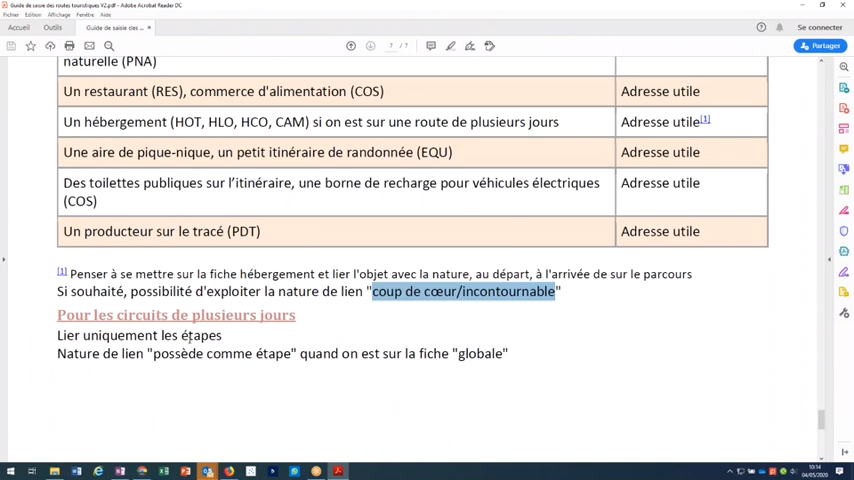 Guide de saisie des routes touristiques V2.pdf - Adobe Acrobat Reader DC
Fichier Edition Affichage Fenêtre Aide
Accueil Outils Guide de saisie des ... ×
Se connecter
7 / 7
Partager
naturelle (PNA)
Un restaurant (RES), commerce d'alimentation (COS) Adresse utile
Un hébergement (HOT, HLO, HCO, CAM) si on est sur une route de plusieurs jours Adresse utile[1]
Une aire de pique-nique, un petit itinéraire de randonnée (EQU) Adresse utile
Des toilettes publiques sur l’itinéraire, une borne de recharge pour véhicules électriques Adresse utile
(COS)
Un producteur sur le tracé (PDT) Adresse utile
[1] Penser à se mettre sur la fiche hébergement et lier l'objet avec la nature, au départ, à l'arrivée de sur le parcours
Si souhaité, possibilité d'exploiter la nature de lien "coup de cœur/incontournable"
Pour les circuits de plusieurs jours
Lier uniquement les étapes
Nature de lien "possède comme étape" quand on est sur la fiche "globale"
10:14
04/05/2020